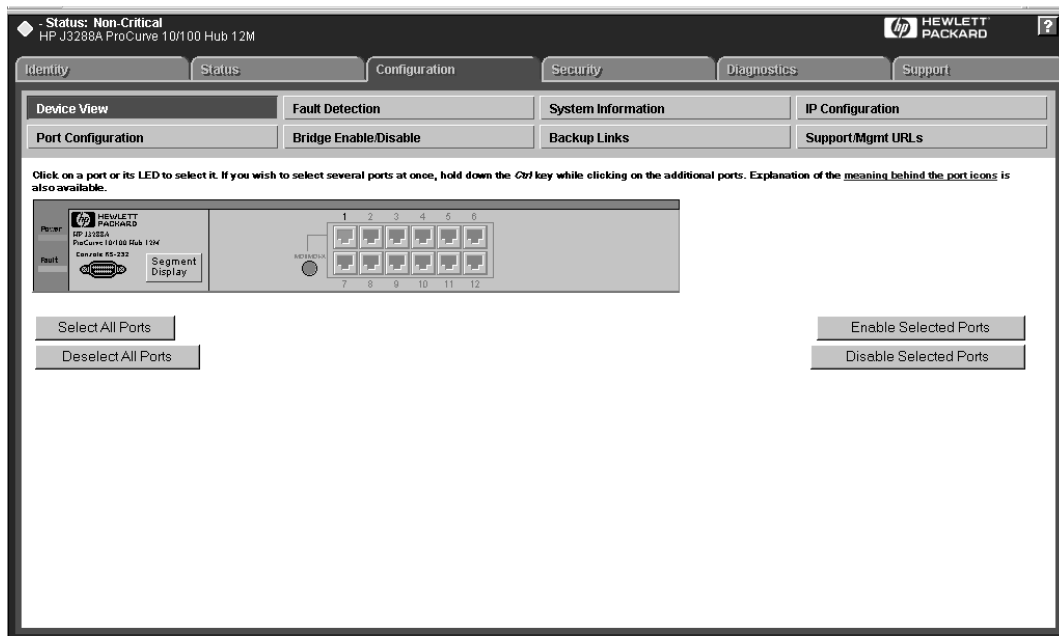 - Status: Non-Critical
HP J3288A ProCurve 10/100 Hub 12M
HEWLETT
PACKARD
?
Identity
Status
Configuration
Security
Diagnostics
Support
Device View
Fault Detection
System Information
IP Configuration
Port Configuration
Bridge Enable/Disable
Backup Links
Support/Mgmt URLs
Click on a port or its LED to select it. If you wish to select several ports at once, hold down the Ctrl key while clicking on the additional ports. Explanation of the meaning behind the port icons is
also available.
Power
Fault
HEWLETT
PACKARD
HP J3288A
ProCurve 10/100 Hub 12M
Console RS-232
Segment
Display
1 2 3 4 5 6
7 8 9 10 11 12
Select All Ports
Enable Selected Ports
Deselect All Ports
Disable Selected Ports